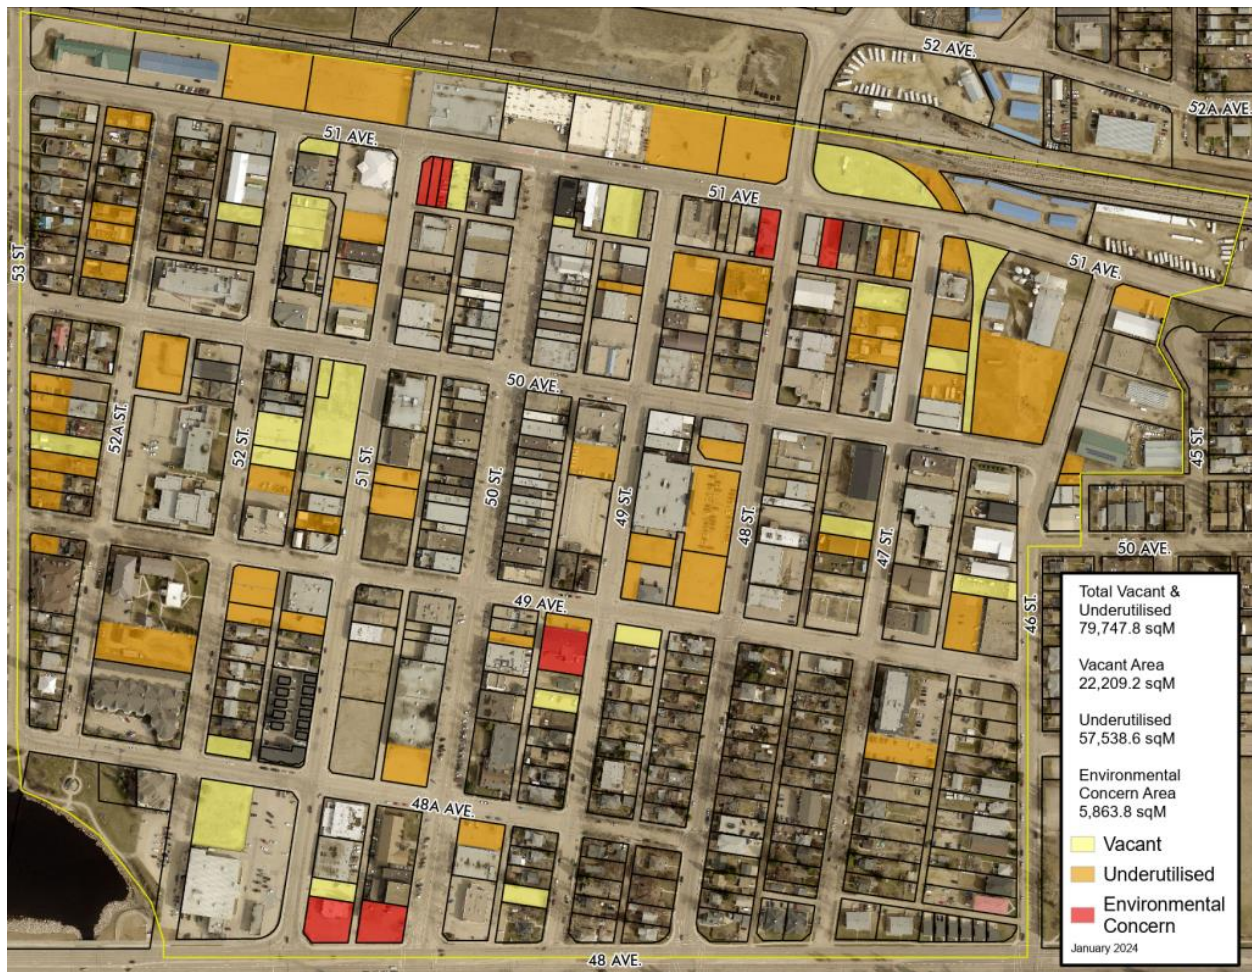 52 AVE.
52A AVE.
51 AVE.
51 AVE
51 AVE.
53 ST.
50 AVE.
52A ST.
52 ST.
51 ST.
50 ST.
49 ST.
48 ST.
47 ST.
46 ST.
45 ST.
50 AVE.
49 AVE.
48A AVE.
48 AVE.
Total Vacant &
Underutilised
79,747.8 sqM
Vacant Area
22,209.2 sqM
Underutilised
57,538.6 sqM
Environmental
Concern Area
5,863.8 sqM
Vacant
Underutilised
Environmental
Concern
January 2024